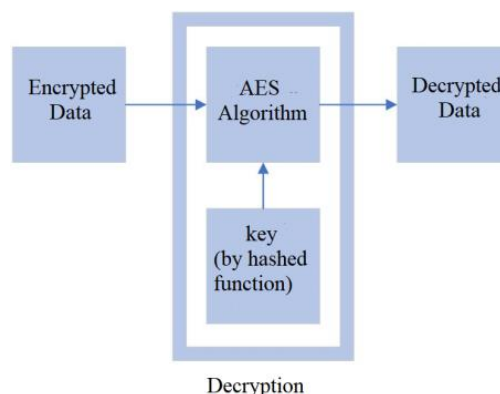 Encrypted
Data
AES
Algorithm
Decrypted
Data
key
(by hashed
function)
Decryption